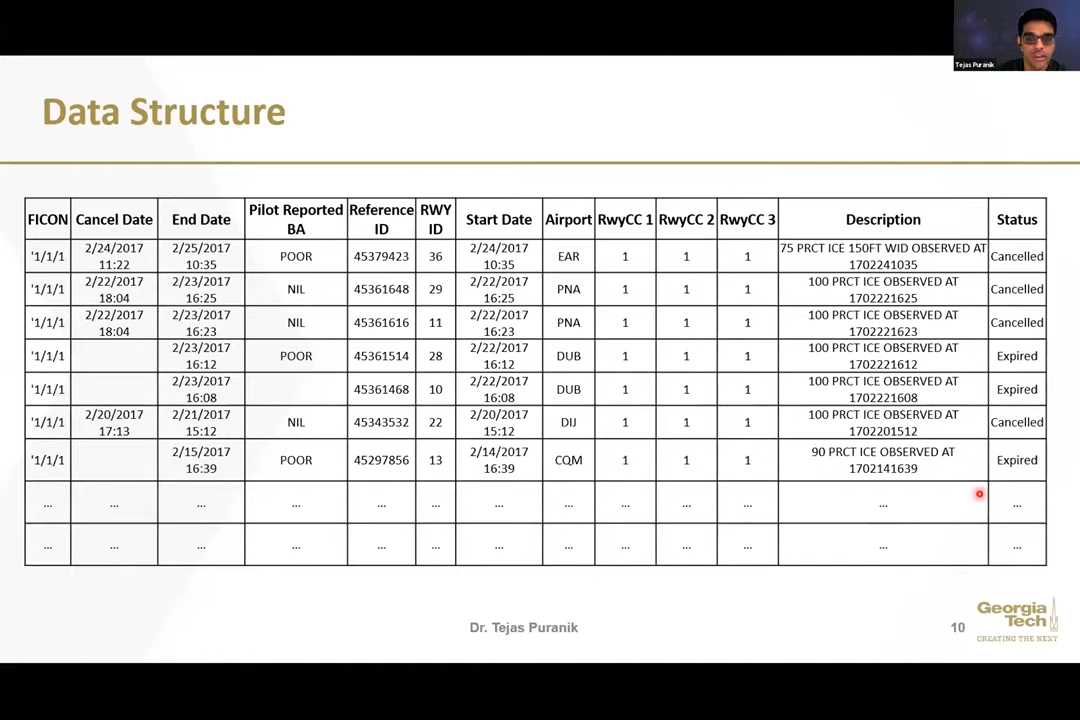 Tejas Puranik
Data Structure
FICON Cancel Date End Date Pilot Reported BA Reference ID RWY ID Start Date Airport RwyCC 1 RwyCC 2 RwyCC 3 Description Status
'1/1/1 2/24/2017 11:22 2/25/2017 10:35 POOR 45379423 36 2/24/2017 10:35 EAR 1 1 1 75 PRCT ICE 150FT WID OBSERVED AT 1702241035 Cancelled
'1/1/1 2/22/2017 18:04 2/23/2017 16:25 NIL 45361648 29 2/22/2017 16:25 PNA 1 1 1 100 PRCT ICE OBSERVED AT 1702221625 Cancelled
'1/1/1 2/22/2017 18:04 2/23/2017 16:23 NIL 45361616 11 2/22/2017 16:23 PNA 1 1 1 100 PRCT ICE OBSERVED AT 1702221623 Cancelled
'1/1/1 2/23/2017 16:12 POOR 45361514 28 2/22/2017 16:12 DUB 1 1 1 100 PRCT ICE OBSERVED AT 1702221612 Expired
'1/1/1 2/23/2017 16:08 45361468 10 2/22/2017 16:08 DUB 1 1 1 100 PRCT ICE OBSERVED AT 1702221608 Expired
'1/1/1 2/20/2017 17:13 2/21/2017 15:12 NIL 45343532 22 2/20/2017 15:12 DIJ 1 1 1 100 PRCT ICE OBSERVED AT 1702201512 Cancelled
'1/1/1 2/15/2017 16:39 POOR 45297856 13 2/14/2017 16:39 CQM 1 1 1 90 PRCT ICE OBSERVED AT 1702141639 Expired
... ... ... ... ... ... ... ... ... ... ... ... ...
... ... ... ... ... ... ... ... ... ... ... ... ...
Dr. Tejas Puranik
10
Georgia
Tech
CREATING THE NEXT